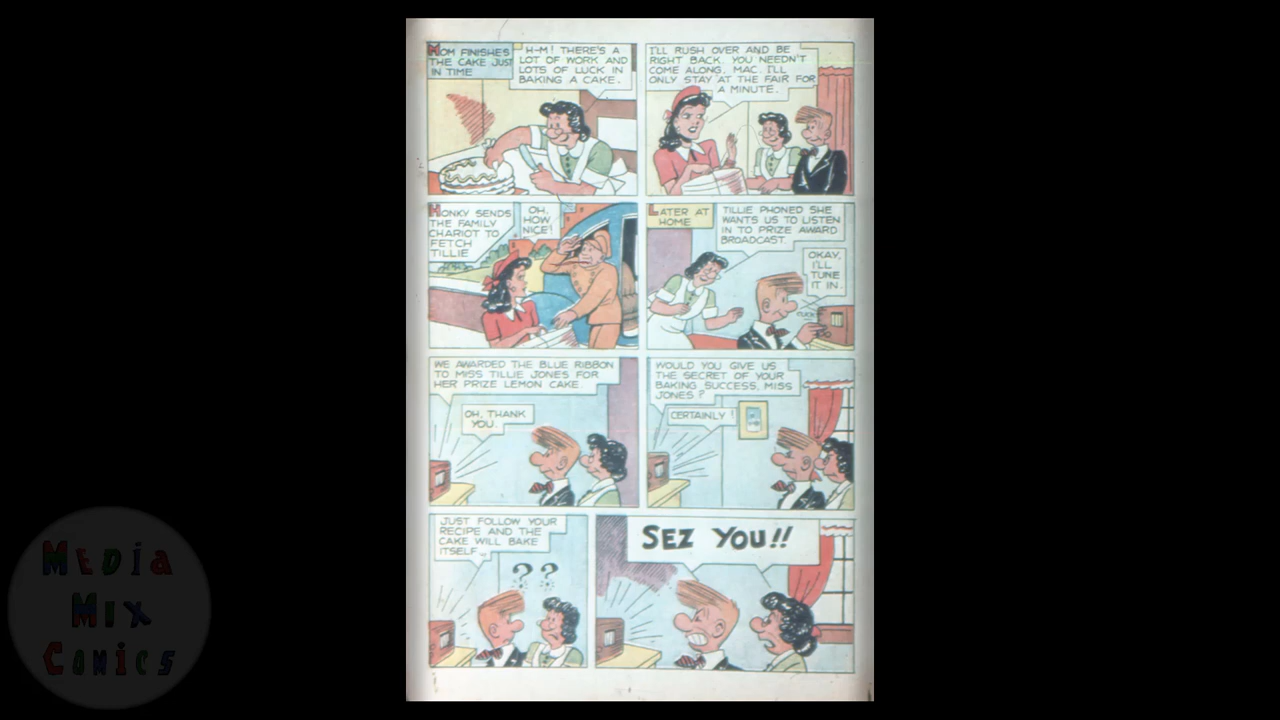 MOM FINISHES
THE CAKE JUST
IN TIME
H-M! THERE'S A
LOT OF WORK AND
LOTS OF LUCK IN
BAKING A CAKE.
I'LL RUSH OVER AND BE
RIGHT BACK. YOU NEEDN'T
COME ALONG, MAC. I'LL
ONLY STAY AT THE FAIR FOR
A MINUTE.
HONKY SENDS
THE FAMILY
CHARIOT TO
FETCH
TILLIE
OH,
HOW
NICE!
LATER AT
HOME
TILLIE PHONED SHE
WANTS US TO LISTEN
IN TO PRIZE AWARD
BROADCAST.
OKAY,
I'LL
TUNE
IT IN.
CLICK
WE AWARDED THE BLUE RIBBON
TO MISS TILLIE JONES FOR
HER PRIZE LEMON CAKE
OH, THANK
YOU.
WOULD YOU GIVE US
THE SECRET OF YOUR
BAKING SUCCESS, MISS
JONES?
CERTAINLY!
JUST FOLLOW YOUR
RECIPE AND THE
CAKE WILL BAKE
ITSELF_
? ?
SEZ YOU!!
MEDIA
MIX
COMICS